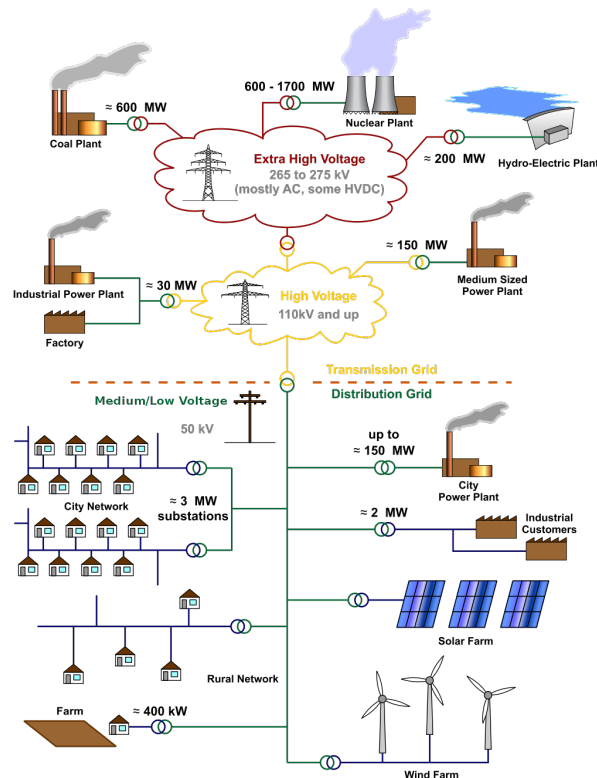 600 - 1700 MW
Nuclear Plant
≈ 600 MW
Coal Plant
Extra High Voltage
265 to 275 kV
(mostly AC, some HVDC)
≈ 200 MW
Hydro-Electric Plant
≈ 150 MW
Medium Sized
Power Plant
≈ 30 MW
Industrial Power Plant
Factory
High Voltage
110kV and up
Transmission Grid
Distribution Grid
Medium/Low Voltage
50 kV
up to
≈ 150 MW
City
Power Plant
City Network
≈ 3 MW
substations
≈ 2 MW
Industrial
Customers
Solar Farm
Rural Network
Farm
≈ 400 kW
Wind Farm